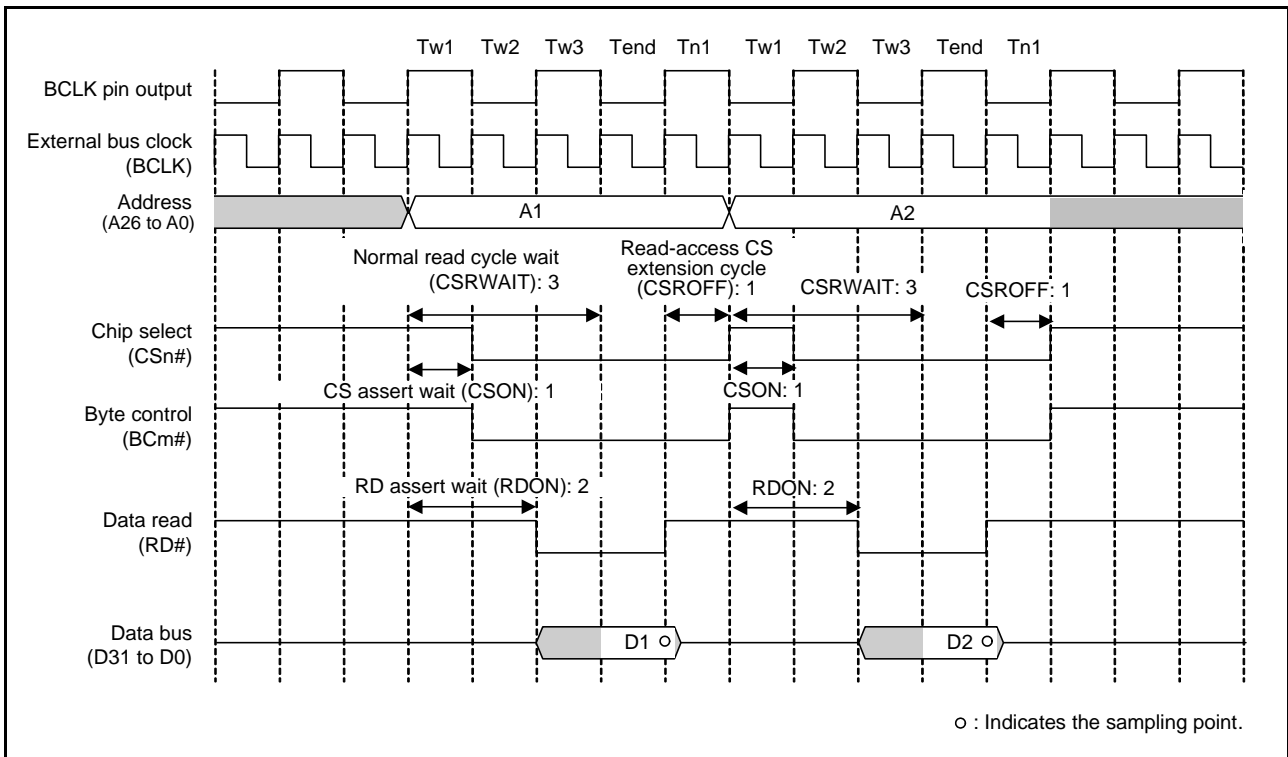 Tw1 Tw2 Tw3 Tend Tn1 Tw1 Tw2 Tw3 Tend Tn1
BCLK pin output
External bus clock
(BCLK)
Address
(A26 to A0)
A1
A2
Normal read cycle wait
(CSRWAIT): 3
Read-access CS
extension cycle
(CSROFF): 1
CSRWAIT: 3
CSROFF: 1
Chip select
(CSn#)
CS assert wait (CSON): 1
CSON: 1
Byte control
(BCm#)
RD assert wait (RDON): 2
RDON: 2
Data read
(RD#)
Data bus
(D31 to D0)
D1
D2
: Indicates the sampling point.